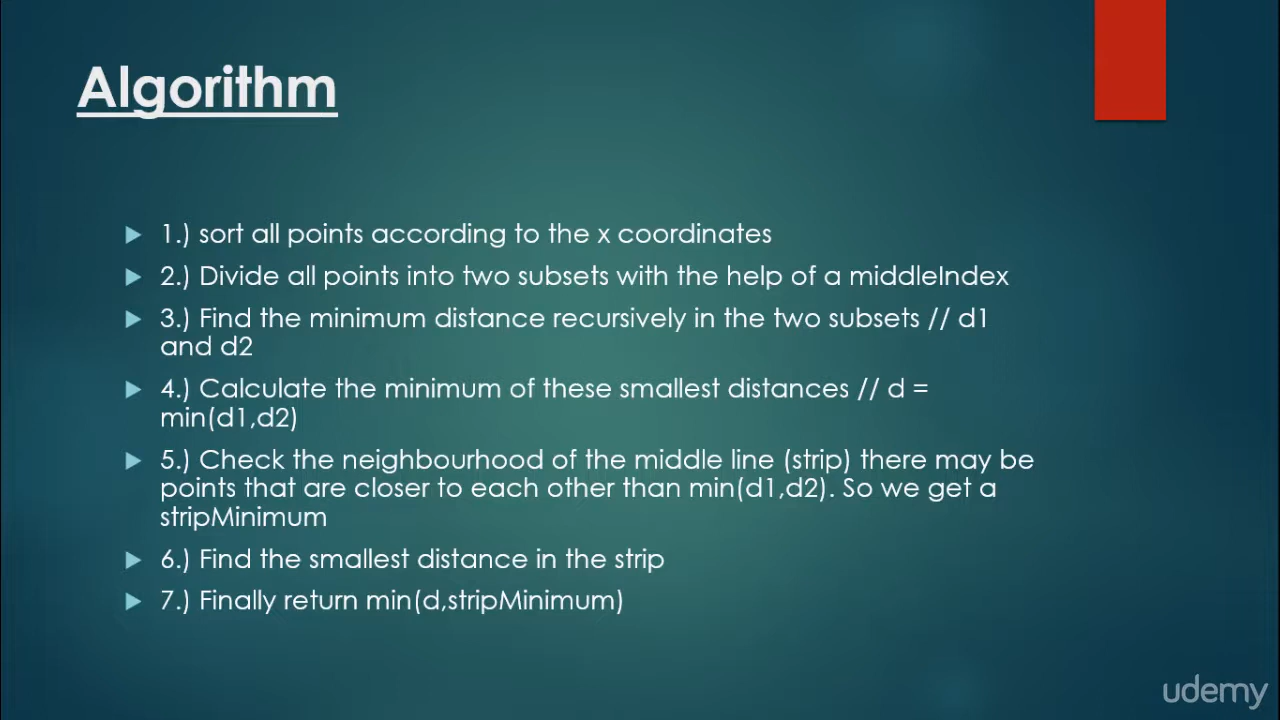 Algorithm
1.) sort all points according to the x coordinates
2.) Divide all points into two subsets with the help of a middleIndex
3.) Find the minimum distance recursively in the two subsets // d1
and d2
4.) Calculate the minimum of these smallest distances // d =
min(d1,d2)
5.) Check the neighbourhood of the middle line (strip) there may be
points that are closer to each other than min(d1,d2). So we get a
stripMinimum
6.) Find the smallest distance in the strip
7.) Finally return min(d,stripMinimum)
udemy